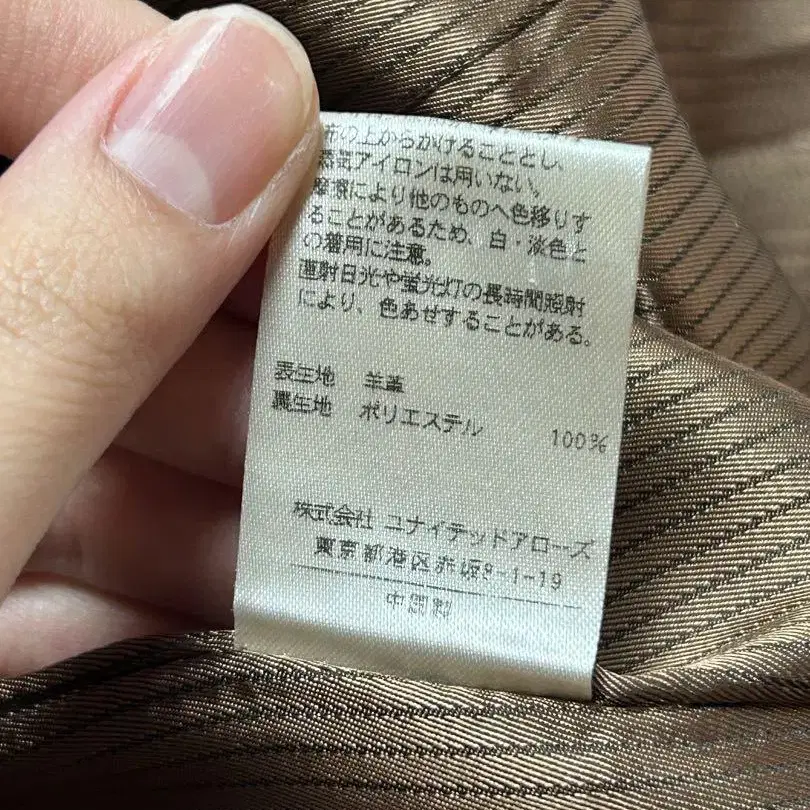 布の上からかけることとし、
蒸気アイロンは用いない。
摩擦により他のものへ色移りす
ることがあるため、白・淡色と
の着用に注意。
直射日光や蛍光灯の長時間照射
により、色あせすることがある。
表生地 羊革
裏生地 ポリエステル 100%
株式会社 ユナイテッドアローズ
東京都港区赤坂8-1-19
中国製